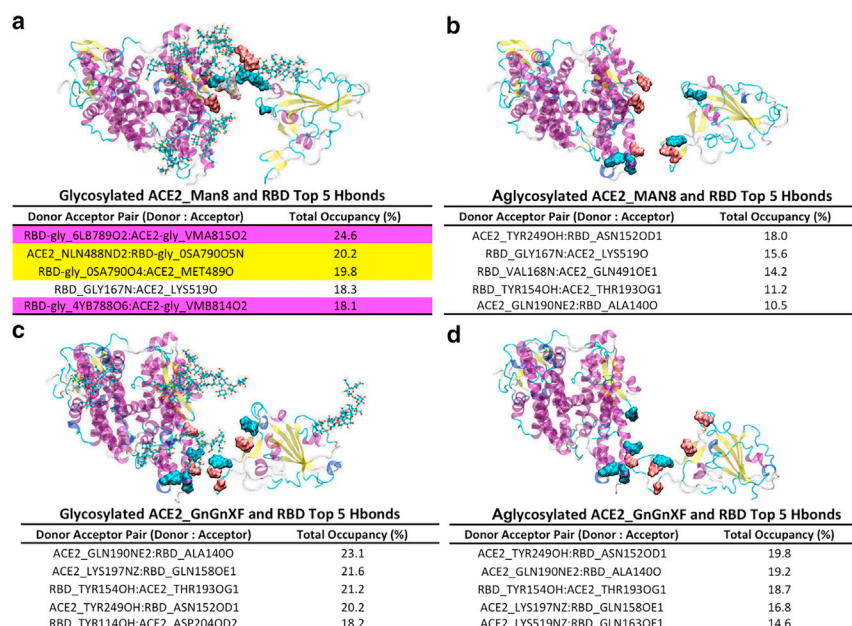 a
Glycosylated ACE2_Man8 and RBD Top 5 Hbonds
Donor Acceptor Pair (Donor : Acceptor) Total Occupancy (%)
RBD-gly_6LB789O2:ACE2-gly_VMA815O2 24.6
ACE2_NLN488ND2:RBD-gly_0SA790O5N 20.2
RBD-gly_0SA790O4:ACE2_MET489O 19.8
RBD_GLY167N:ACE2_LYS519O 18.3
RBD-gly_4YB788O6:ACE2-gly_VMB814O2 18.1
b
Aglycosylated ACE2_MAN8 and RBD Top 5 Hbonds
Donor Acceptor Pair (Donor : Acceptor) Total Occupancy (%)
ACE2_TYR249OH:RBD_ASN152OD1 18.0
RBD_GLY167N:ACE2_LYS519O 15.6
RBD_VAL168N:ACE2_GLN491OE1 14.2
RBD_TYR154OH:ACE2_THR193OG1 11.2
ACE2_GLN190NE2:RBD_ALA140O 10.5
c
Glycosylated ACE2_GnGnXF and RBD Top 5 Hbonds
Donor Acceptor Pair (Donor : Acceptor) Total Occupancy (%)
ACE2_GLN190NE2:RBD_ALA140O 23.1
ACE2_LYS197NZ:RBD_GLN158OE1 21.6
RBD_TYR154OH:ACE2_THR193OG1 21.2
ACE2_TYR249OH:RBD_ASN152OD1 20.2
RBD_TYR114OH:ACE2_ASP204OD2 18.2
d
Aglycosylated ACE2_GnGnXF and RBD Top 5 Hbonds
Donor Acceptor Pair (Donor : Acceptor) Total Occupancy (%)
ACE2_TYR249OH:RBD_ASN152OD1 19.8
ACE2_GLN190NE2:RBD_ALA140O 19.2
RBD_TYR154OH:ACE2_THR193OG1 18.7
ACE2_LYS197NZ:RBD_GLN158OE1 16.8
ACE2_LYS519NZ:RBD_GLN163OE1 14.6